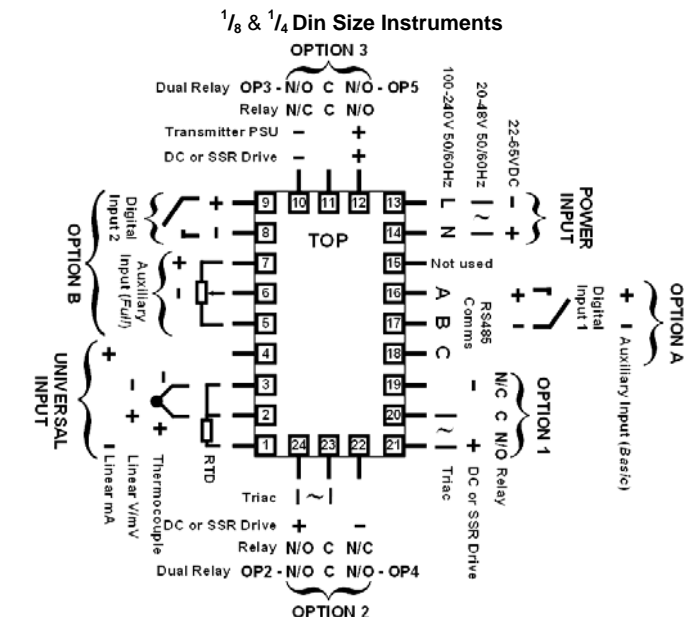 1/8 & 1/4 Din Size Instruments
OPTION 3
Dual Relay OP3 - N/O C N/O - OP5
Relay N/C C N/O
Transmitter PSU − +
DC or SSR Drive − +
100-240V 50/60Hz
20-48V 50/60Hz
22-65VDC
9 10 11 12 13 L | −
8 TOP 14 N | ~ +
POWER INPUT
Digital Input 2 + −
OPTION B
7 15 Not used
Auxiliary Input (Full) + −
6 16 A
5 17 B
4 18 C
RS485 Comms
Digital Input 1 + −
Auxiliary Input (Basic) + −
OPTION A
UNIVERSAL INPUT
3 19
2 20
1 24 23 22 21
RTD
Thermocouple − +
Linear V/mV − +
Linear mA + −
Triac ~
DC or SSR Drive − +
Relay N/C C N/O
OPTION 1
Triac | ~ |
DC or SSR Drive + −
Relay N/O C N/C
Dual Relay OP2 - N/O C N/O - OP4
OPTION 2